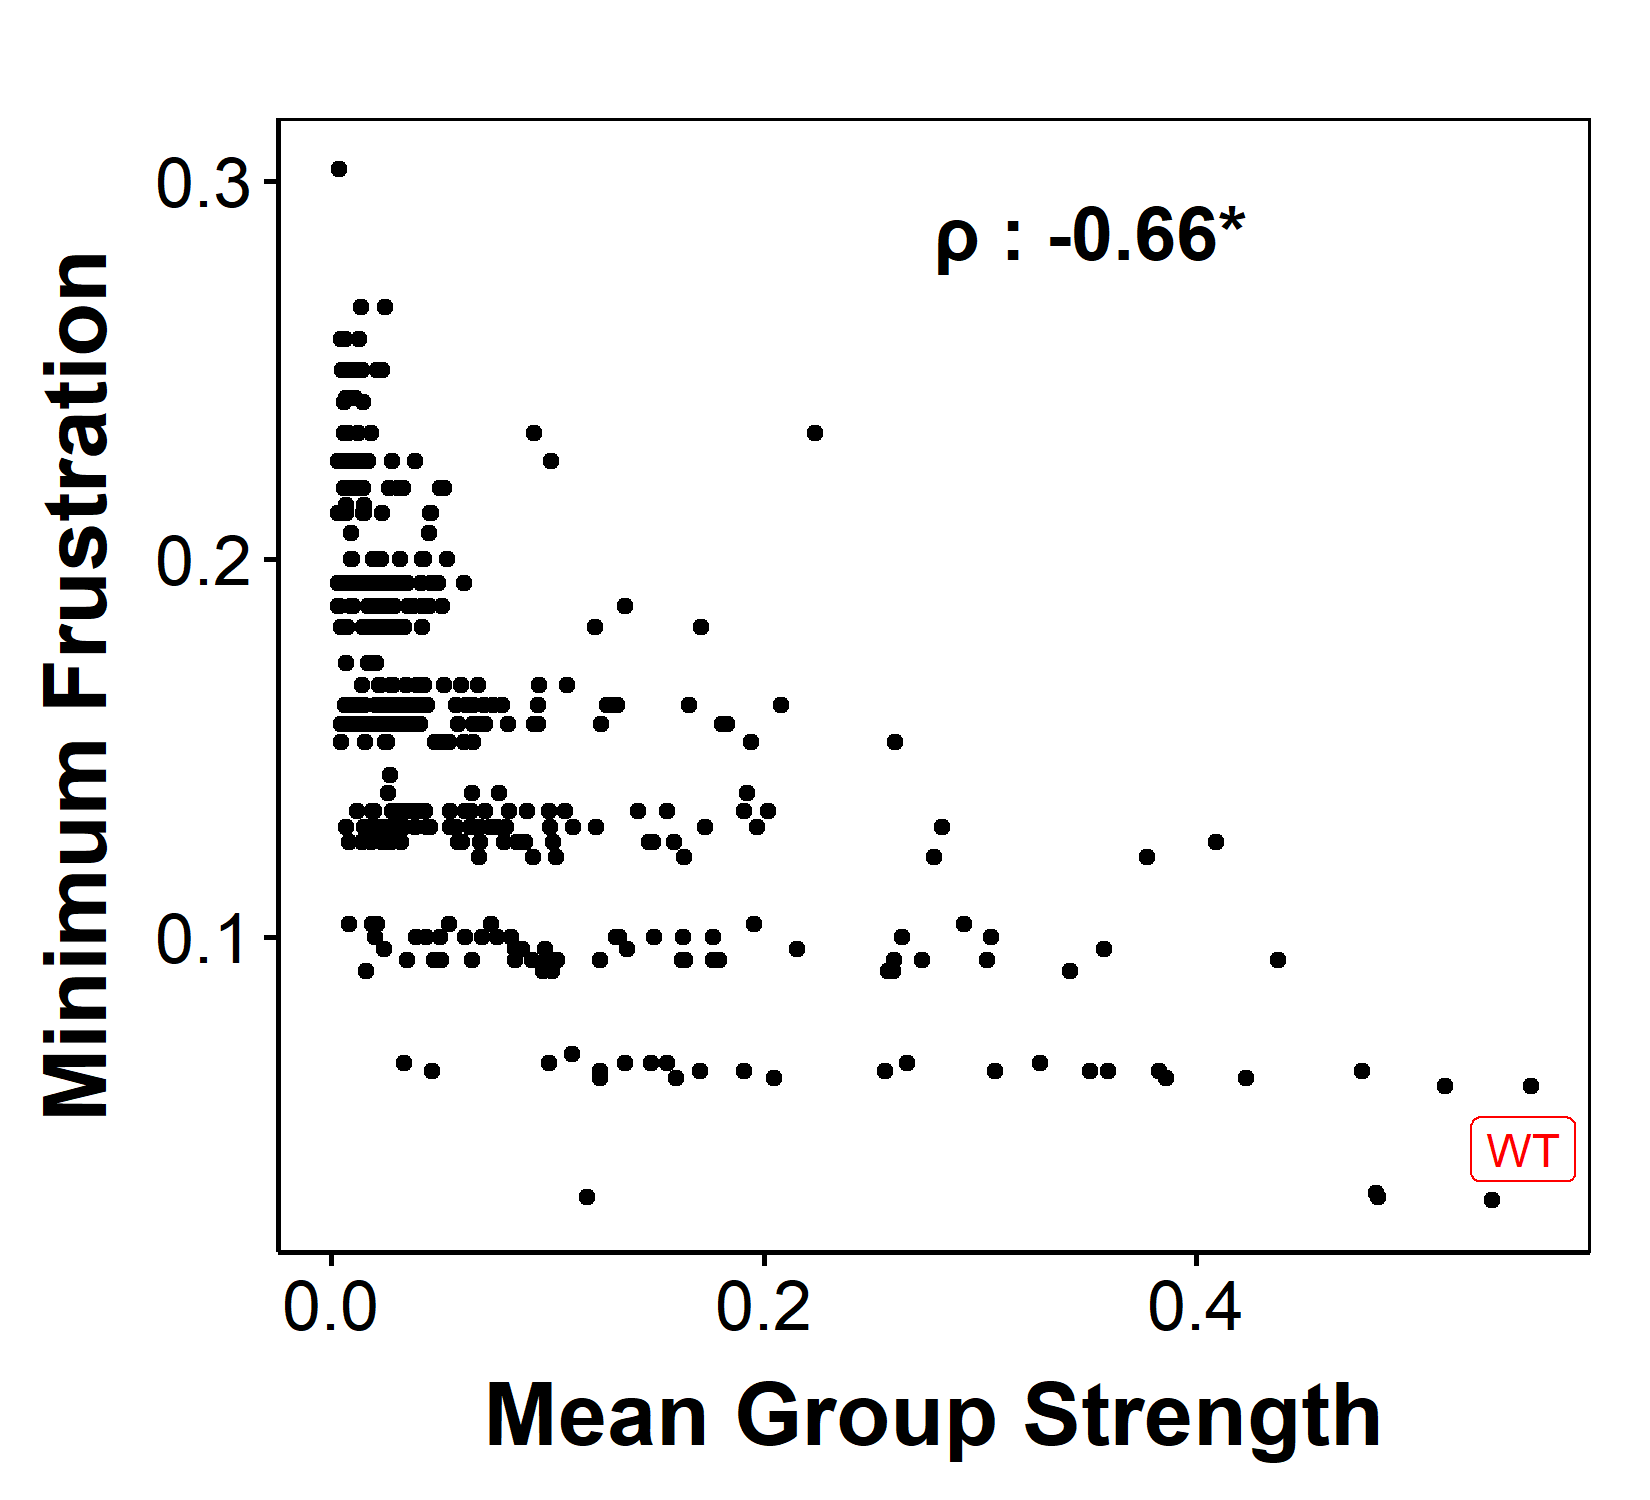 0.3
ρ : -0.66*
0.2
0.1
Minimum Frustration
WT
0.0 0.2 0.4
Mean Group Strength